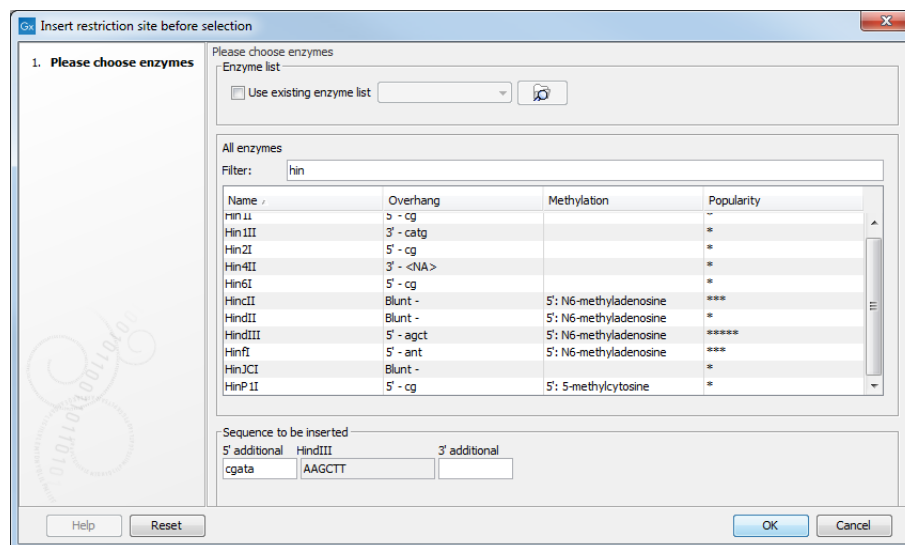 Gx Insert restriction site before selection
1. Please choose enzymes
Please choose enzymes
Enzyme list
Use existing enzyme list
All enzymes
Filter: hin
Name Overhang Methylation Popularity
Hin1I 5' - cg *
Hin1II 3' - catg *
Hin2I 5' - cg *
Hin4II 3' - <NA> *
Hin6I 5' - cg *
HincII Blunt - 5': N6-methyladenosine ***
HindII Blunt - 5': N6-methyladenosine *
HindIII 5' - agct 5': N6-methyladenosine *****
HinfI 5' - ant 5': N6-methyladenosine ***
HinJCI Blunt - *
HinP1I 5' - cg 5': 5-methylcytosine *
Sequence to be inserted
5' additional HindIII 3' additional
cgata AAGCTT
Help Reset OK Cancel